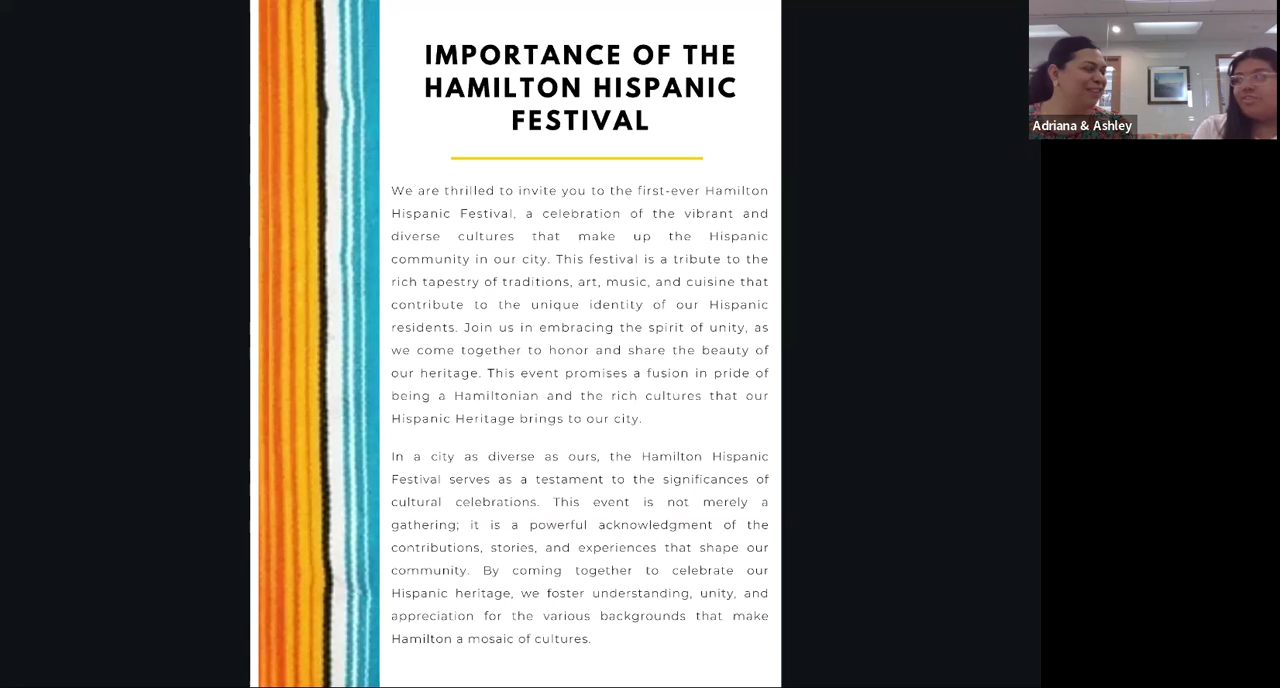 IMPORTANCE OF THE
HAMILTON HISPANIC
FESTIVAL
We are thrilled to invite you to the first-ever Hamilton
Hispanic Festival, a celebration of the vibrant and
diverse cultures that make up the Hispanic
community in our city. This festival is a tribute to the
rich tapestry of traditions, art, music, and cuisine that
contribute to the unique identity of our Hispanic
residents. Join us in embracing the spirit of unity, as
we come together to honor and share the beauty of
our heritage. This event promises a fusion in pride of
being a Hamiltonian and the rich cultures that our
Hispanic Heritage brings to our city.
In a city as diverse as ours, the Hamilton Hispanic
Festival serves as a testament to the significances of
cultural celebrations. This event is not merely a
gathering; it is a powerful acknowledgment of the
contributions, stories, and experiences that shape our
community. By coming together to celebrate our
Hispanic heritage, we foster understanding, unity, and
appreciation for the various backgrounds that make
Hamilton a mosaic of cultures.
Adriana & Ashley